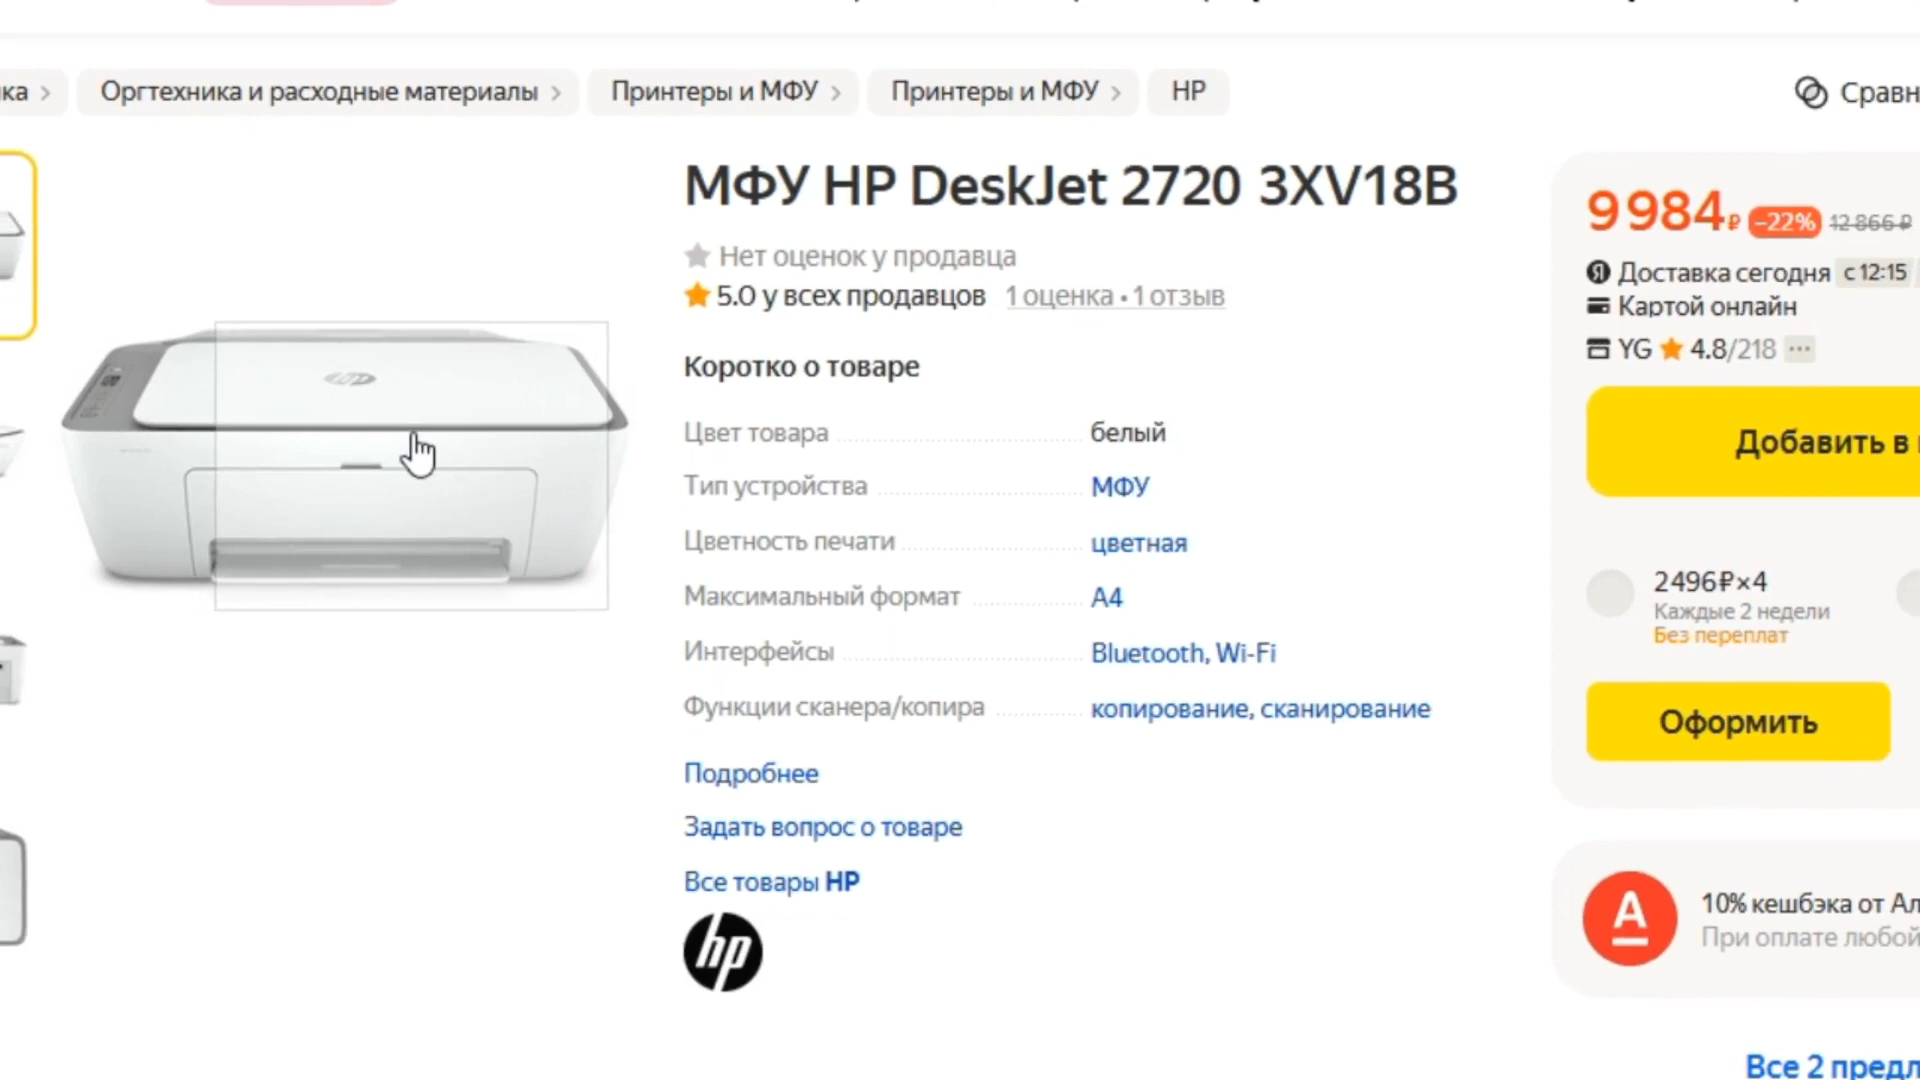 Оргтехника и расходные материалы
Принтеры и МФУ
Принтеры и МФУ
HP
МФУ HP DeskJet 2720 3XV18B
Нет оценок у продавца
5.0 у всех продавцов 1 оценка • 1 отзыв
Коротко о товаре
Цвет товара белый
Тип устройства МФУ
Цветность печати цветная
Максимальный формат A4
Интерфейсы Bluetooth, Wi-Fi
Функции сканера/копира копирование, сканирование
Подробнее
Задать вопрос о товаре
Все товары HP
hp
9 984 ₽ -22% 12 866 ₽
Доставка сегодня с 12:15
Картой онлайн
YG 4.8/218
Добавить в
2496 ₽ × 4
Каждые 2 недели
Без переплат
Оформить
10% кешбэка от
При оплате любой
Все 2